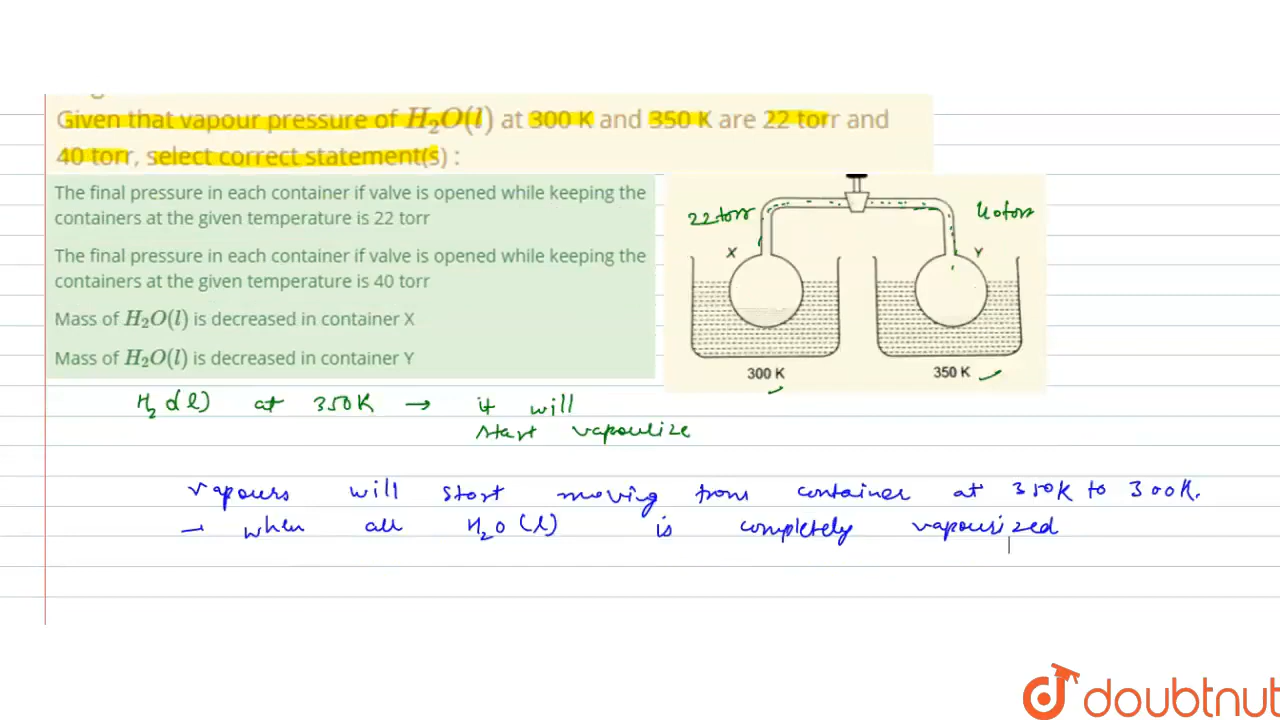 Given that vapour pressure of H₂O(l) at 300 K and 350 K are 22 torr and
40 torr, select correct statement(s) :
The final pressure in each container if valve is opened while keeping the
containers at the given temperature is 22 torr
The final pressure in each container if valve is opened while keeping the
containers at the given temperature is 40 torr
Mass of H₂O(l) is decreased in container X
Mass of H₂O(l) is decreased in container Y
22 torr
40 torr
X
Y
300 K
350 K
H₂O(l) at 350K → it will
start vapourize
vapours will start moving from container at 350K to 300K.
→ when all H₂O(l) is completely vapourized
doubtnut